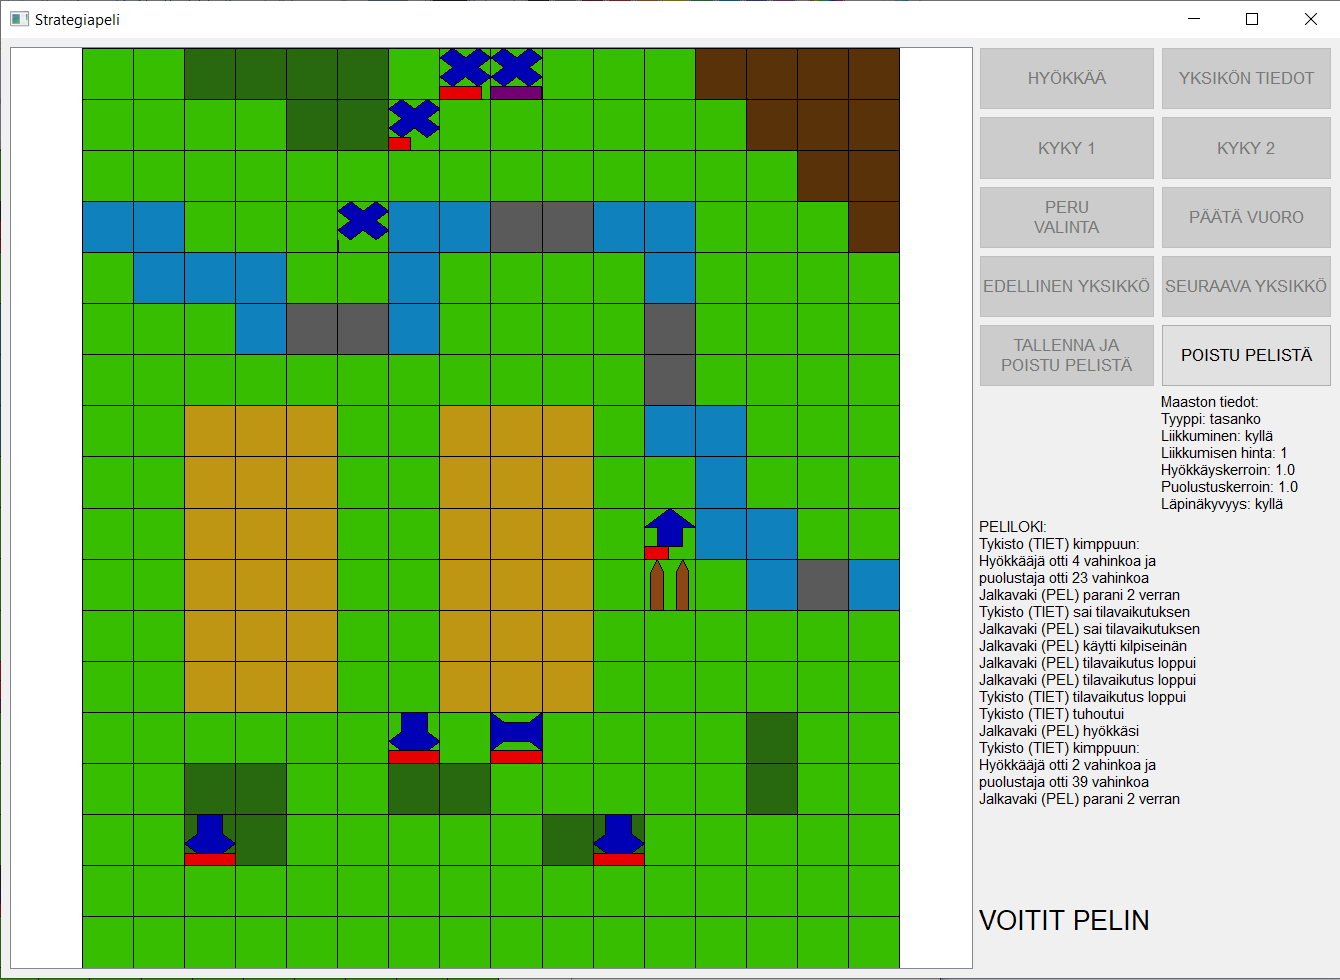 Strategiapeli
HYÖKKÄÄ
YKSIKÖN TIEDOT
KYKY 1
KYKY 2
PERU
VALINTA
PÄÄTÄ VUORO
EDELLINEN YKSIKKÖ
SEURAAVA YKSIKKÖ
TALLENNA JA
POISTU PELISTÄ
POISTU PELISTÄ
Maaston tiedot:
Tyyppi: tasanko
Liikkuminen: kyllä
Liikkumisen hinta: 1
Hyökkäyskerroin: 1.0
Puolustuskerroin: 1.0
Läpinäkyvyys: kyllä
PELILOKI:
Tykisto (TIET) kimppuun:
Hyökkääjä otti 4 vahinkoa ja
puolustaja otti 23 vahinkoa
Jalkavaki (PEL) parani 2 verran
Tykisto (TIET) sai tilavaikutuksen
Jalkavaki (PEL) sai tilavaikutuksen
Jalkavaki (PEL) käytti kilpiseinän
Jalkavaki (PEL) tilavaikutus loppui
Jalkavaki (PEL) tilavaikutus loppui
Tykisto (TIET) tilavaikutus loppui
Tykisto (TIET) tuhoutui
Jalkavaki (PEL) hyökkäsi
Tykisto (TIET) kimppuun:
Hyökkääjä otti 2 vahinkoa ja
puolustaja otti 39 vahinkoa
Jalkavaki (PEL) parani 2 verran
VOITIT PELIN